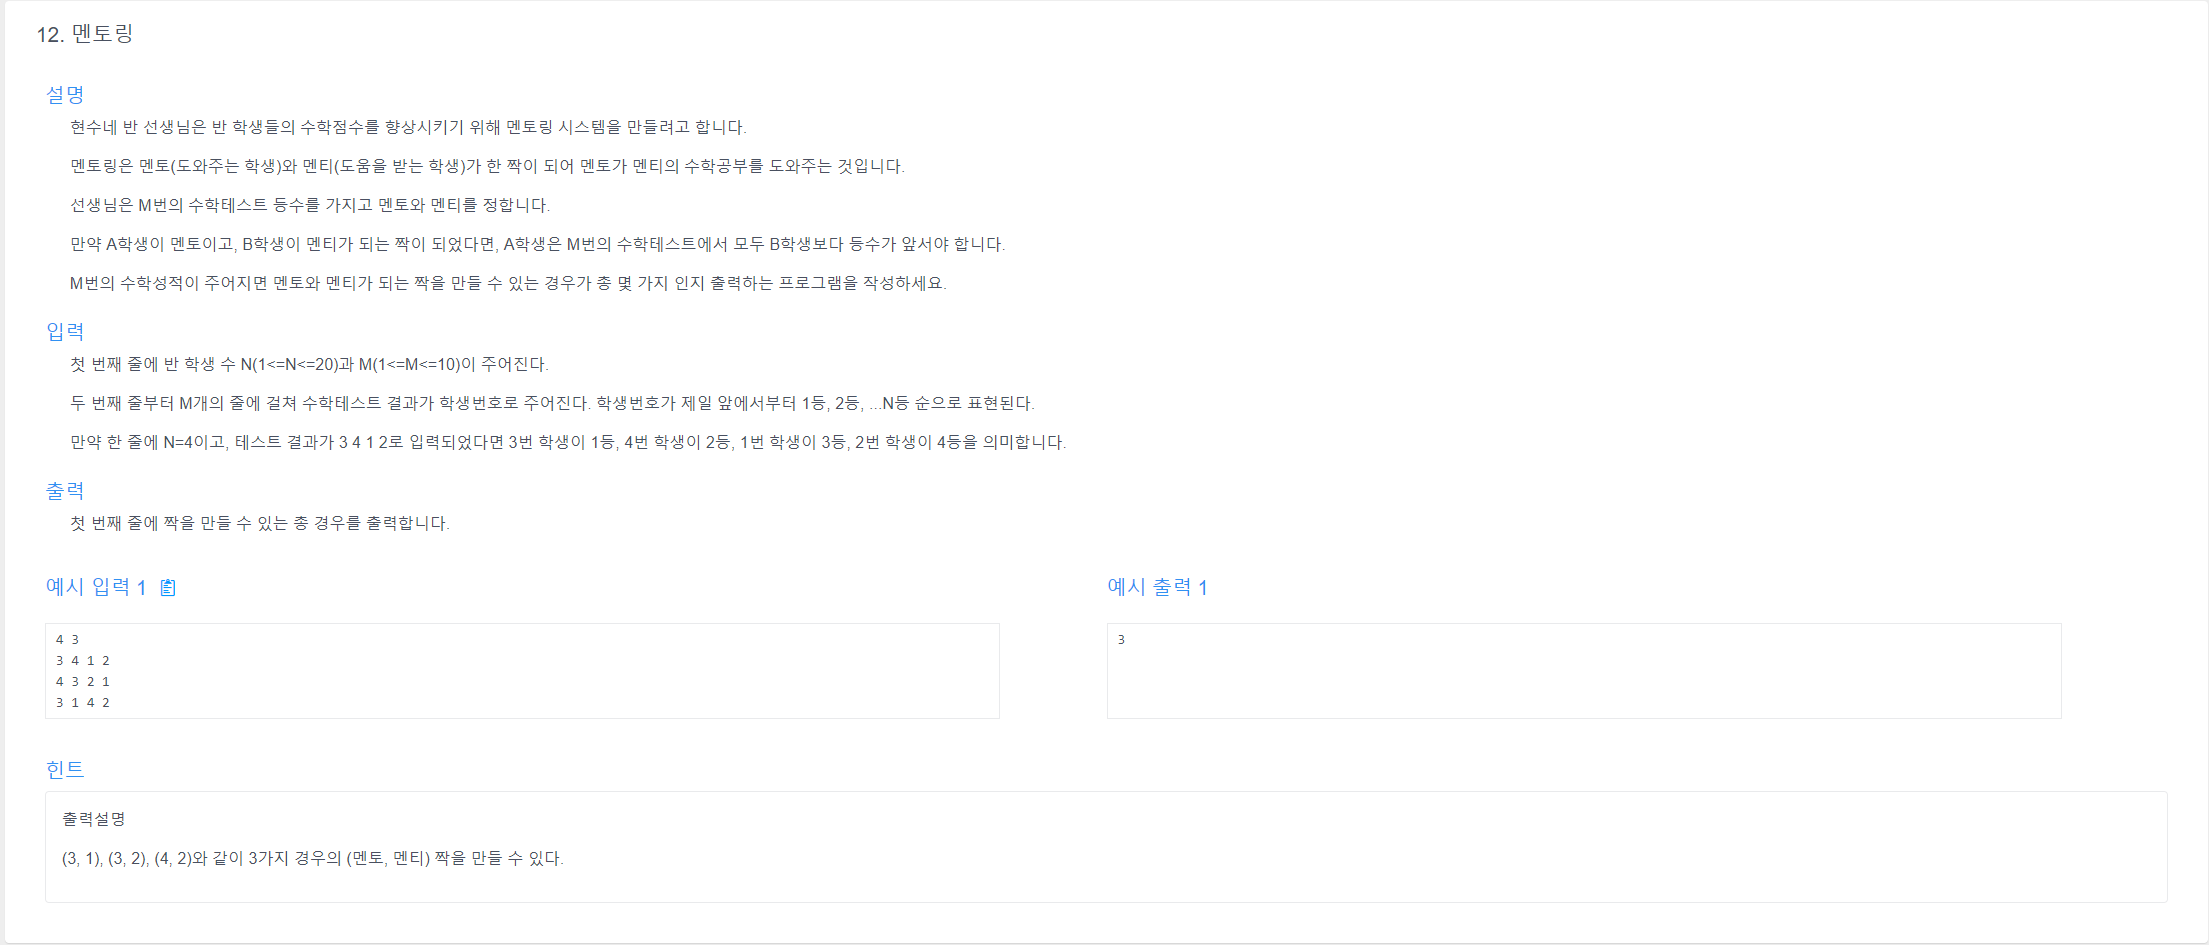 12. 멘토링
설명
현수네 반 선생님은 반 학생들의 수학점수를 향상시키기 위해 멘토링 시스템을 만들려고 합니다.
멘토링은 멘토(도와주는 학생)와 멘티(도움을 받는 학생)가 한 짝이 되어 멘토가 멘티의 수학공부를 도와주는 것입니다.
선생님은 M번의 수학테스트 등수를 가지고 멘토와 멘티를 정합니다.
만약 A학생이 멘토이고, B학생이 멘티가 되는 짝이 되었다면, A학생은 M번의 수학테스트에서 모두 B학생보다 등수가 앞서야 합니다.
M번의 수학성적이 주어지면 멘토와 멘티가 되는 짝을 만들 수 있는 경우가 총 몇 가지 인지 출력하는 프로그램을 작성하세요.
입력
첫 번째 줄에 반 학생 수 N(1<=N<=20)과 M(1<=M<=10)이 주어진다.
두 번째 줄부터 M개의 줄에 걸쳐 수학테스트 결과가 학생번호로 주어진다. 학생번호가 제일 앞에서부터 1등, 2등, ...N등 순으로 표현된다.
만약 한 줄에 N=4이고, 테스트 결과가 3 4 1 2로 입력되었다면 3번 학생이 1등, 4번 학생이 2등, 1번 학생이 3등, 2번 학생이 4등을 의미합니다.
출력
첫 번째 줄에 짝을 만들 수 있는 총 경우를 출력합니다.
예시 입력 1
4 3
3 4 1 2
4 3 2 1
3 1 4 2
예시 출력 1
3
힌트
출력설명
(3, 1), (3, 2), (4, 2)와 같이 3가지 경우의 (멘토, 멘티) 짝을 만들 수 있다.